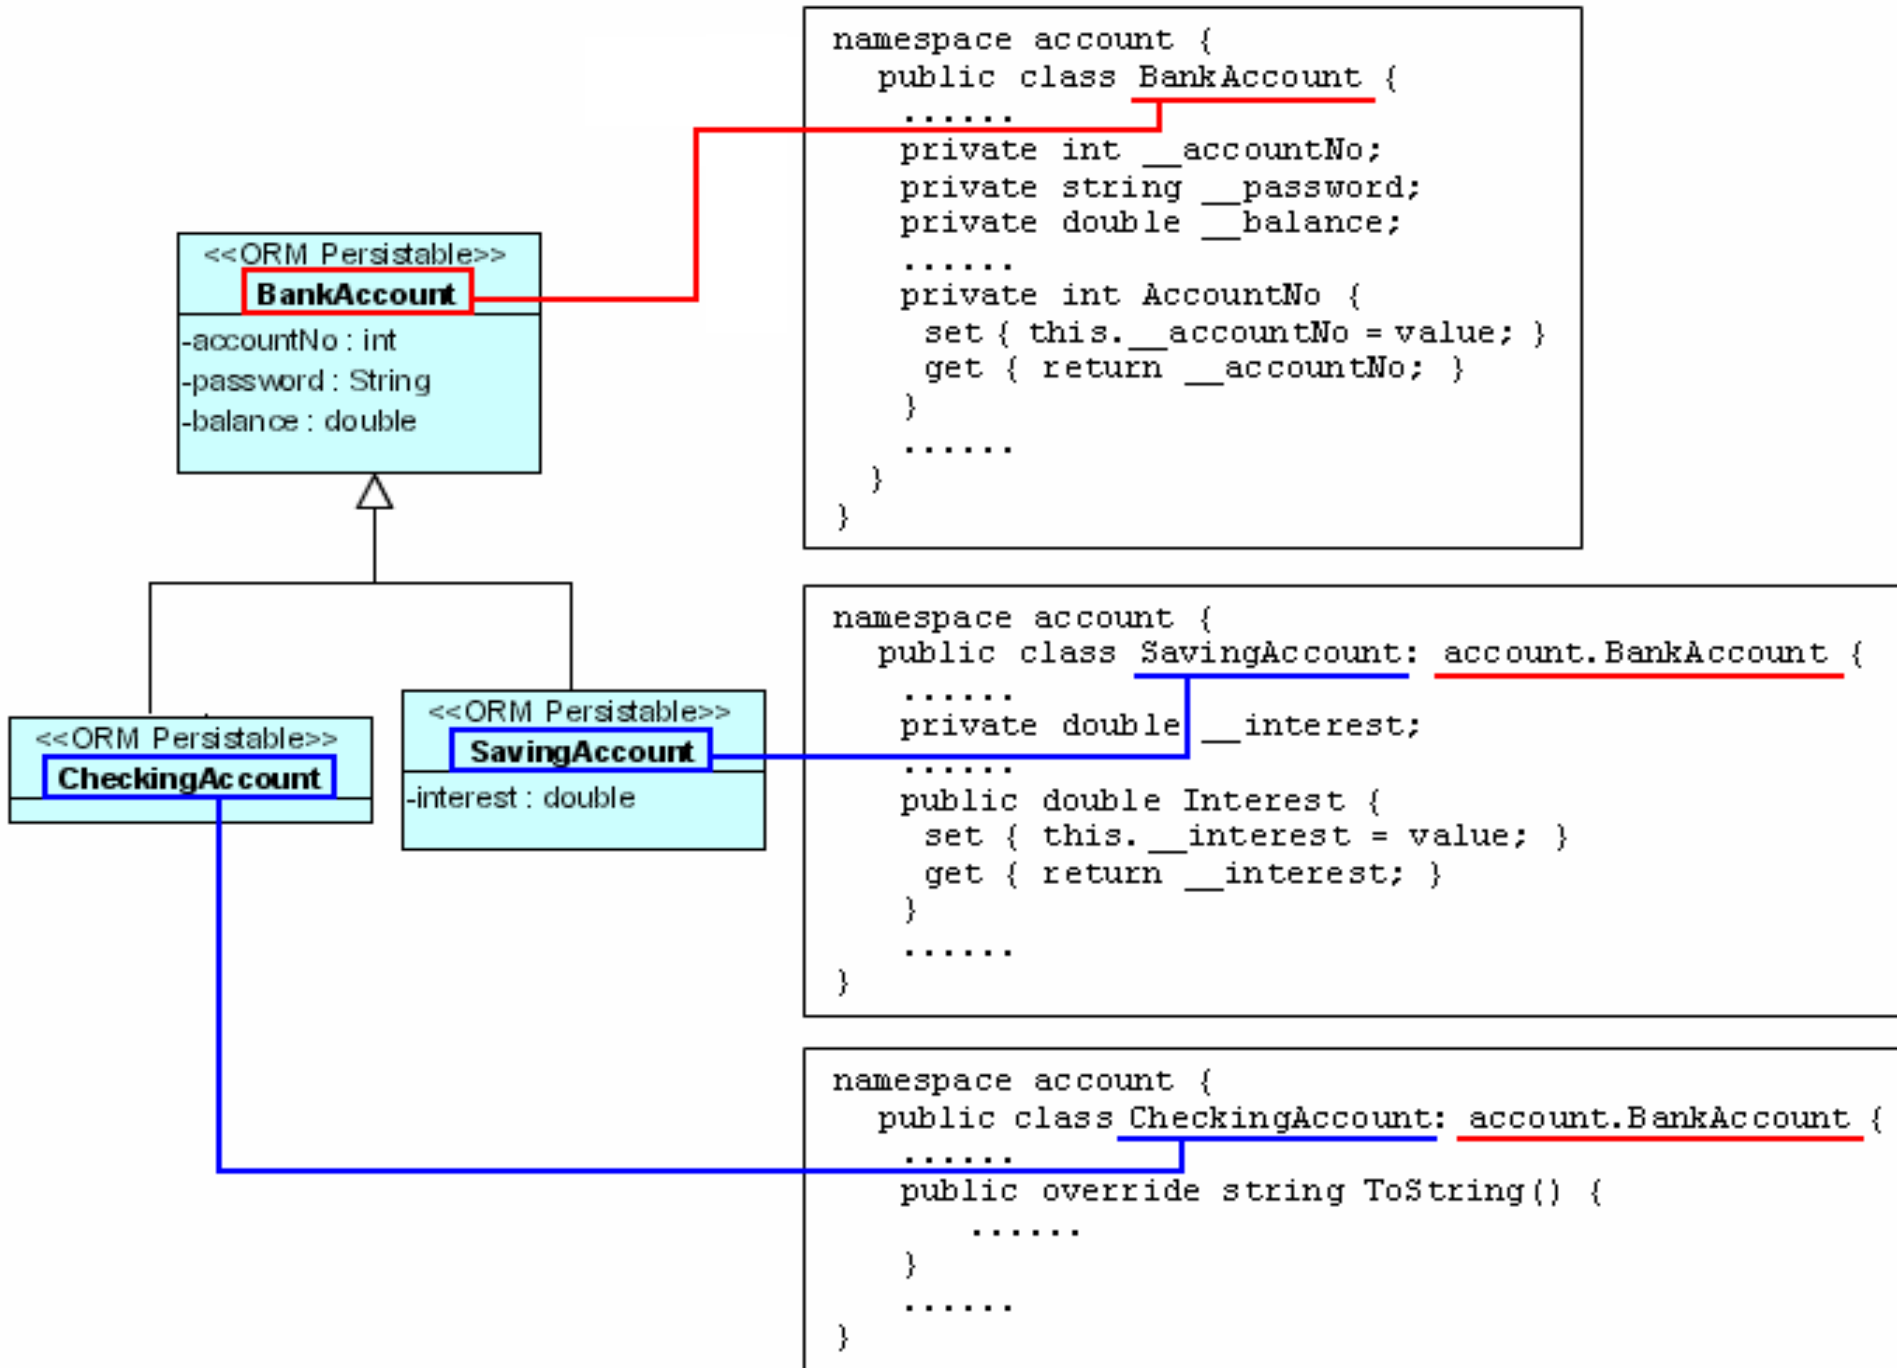 <<ORM Persistable>>
BankAccount
-accountNo : int
-password : String
-balance : double
<<ORM Persistable>>
CheckingAccount
<<ORM Persistable>>
SavingAccount
-interest : double
namespace account {
public class BankAccount {
......
private int __accountNo;
private string __password;
private double __balance;
......
private int AccountNo {
set { this.__accountNo = value; }
get { return __accountNo; }
}
......
}
}
namespace account {
public class SavingAccount: account.BankAccount {
......
private double __interest;
......
public double Interest {
set { this.__interest = value; }
get { return __interest; }
}
......
}
namespace account {
public class CheckingAccount: account.BankAccount {
......
public override string ToString() {
......
}
......
}